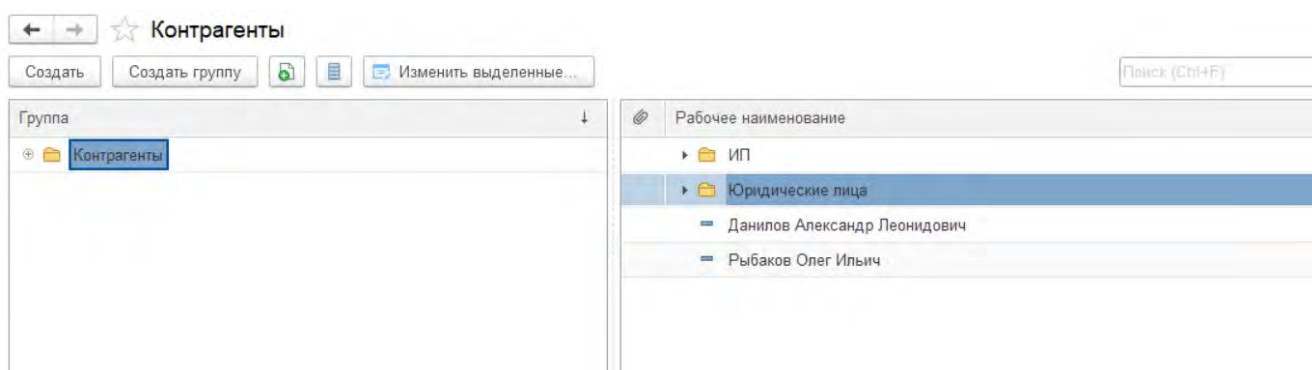 Контрагенты
Создать Создать группу Изменить выделенные...
Поиск (Ctrl+F)
Группа ↓ Рабочее наименование
Контрагенты
ИП
Юридические лица
Данилов Александр Леонидович
Рыбаков Олег Ильич